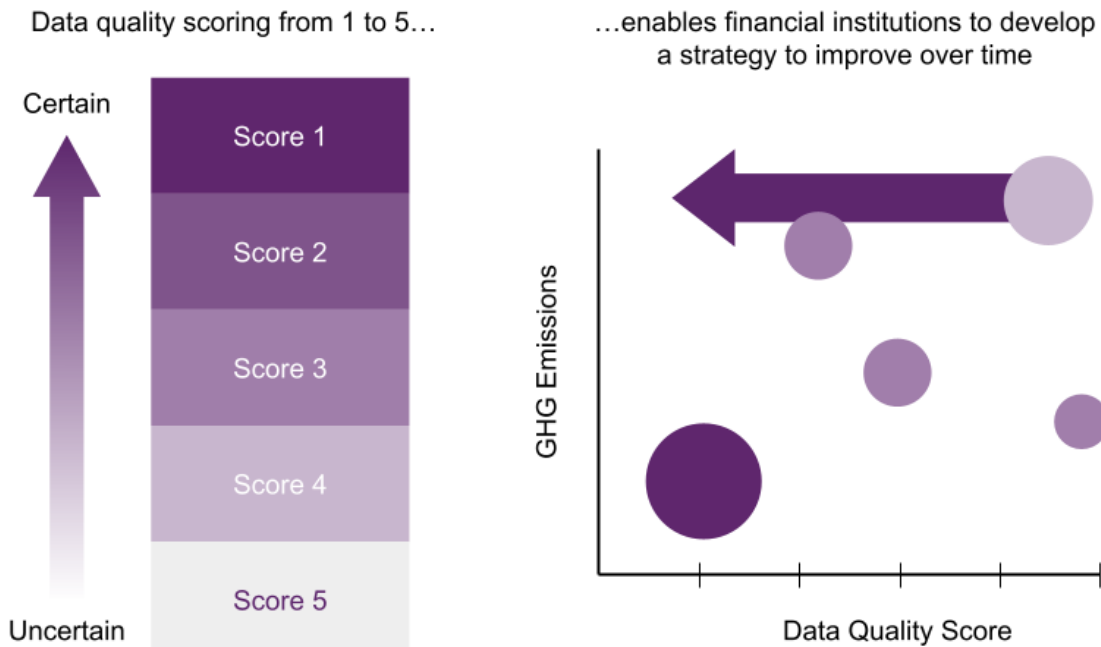 Data quality scoring from 1 to 5…
Certain
Score 1
Score 2
Score 3
Score 4
Score 5
Uncertain
…enables financial institutions to develop
a strategy to improve over time
GHG Emissions
Data Quality Score